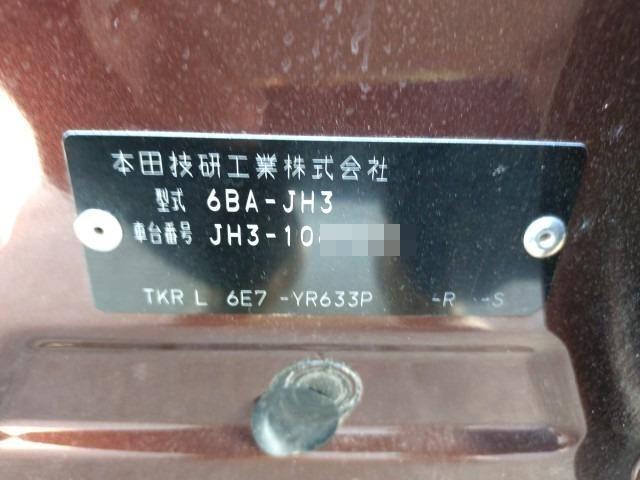 本田技研工業株式会社
型式 6BA-JH3
車台番号 JH3-10
TKR L 6E7 -YR633P -R -S